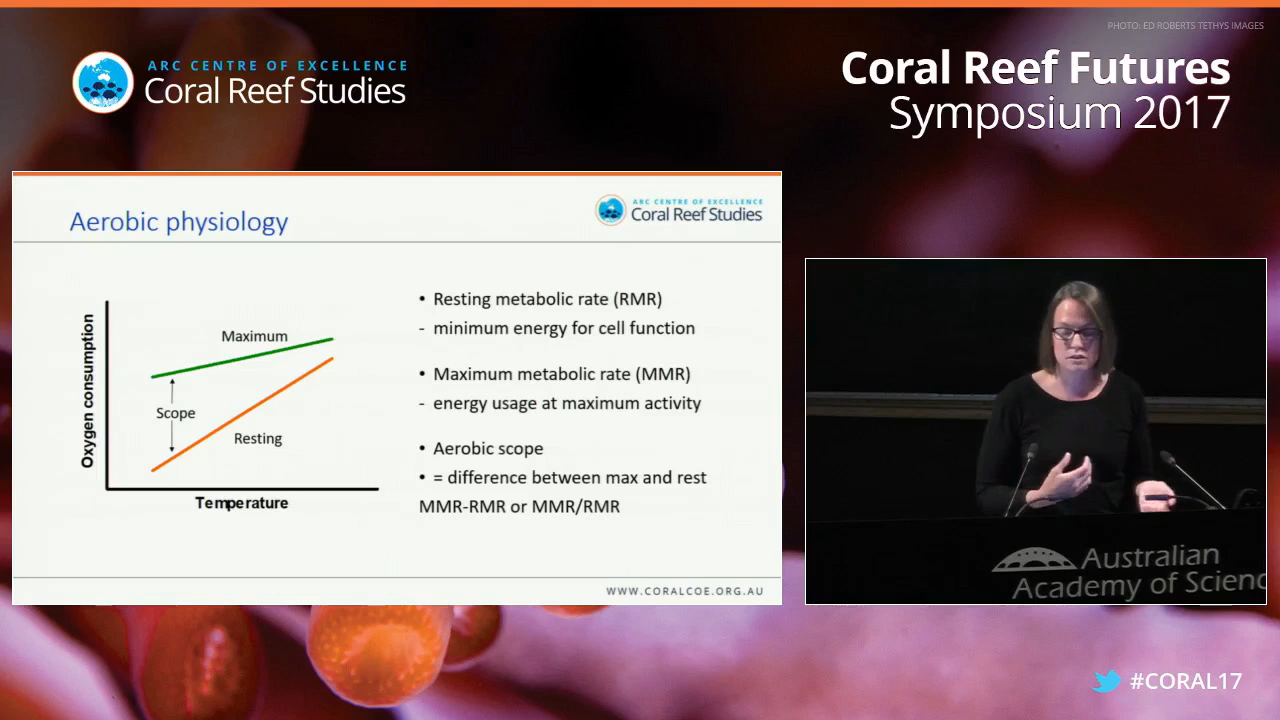 PHOTO: ED ROBERTS TETHYS IMAGES
ARC CENTRE OF EXCELLENCE
Coral Reef Studies
Coral Reef Futures
Symposium 2017
Aerobic physiology
ARC CENTRE OF EXCELLENCE
Coral Reef Studies
Oxygen consumption
Maximum
Scope
Resting
Temperature
• Resting metabolic rate (RMR)
- minimum energy for cell function
• Maximum metabolic rate (MMR)
- energy usage at maximum activity
• Aerobic scope
• = difference between max and rest
MMR-RMR or MMR/RMR
WWW.CORALCOE.ORG.AU
Australian
Academy of Scienc
#CORAL17